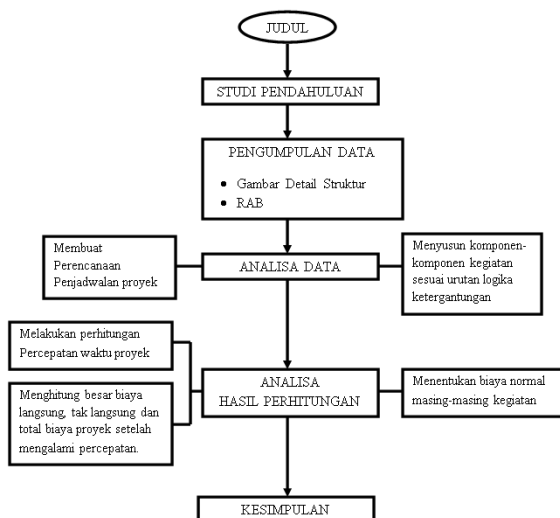 JUDUL
STUDI PENDAHULUAN
PENGUMPULAN DATA
• Gambar Detail Struktur
• RAB
Membuat
Perencanaan
Penjadwalan proyek
ANALISA DATA
Menyusun komponen-
komponen kegiatan
sesuai urutan logika
ketergantungan
Melakukan perhitungan
Percepatan waktu proyek
Menghitung besar biaya
langsung, tak langsung dan
total biaya proyek setelah
mengalami percepatan.
ANALISA
HASIL PERHITUNGAN
Menentukan biaya normal
masing-masing kegiatan
KESIMPULAN